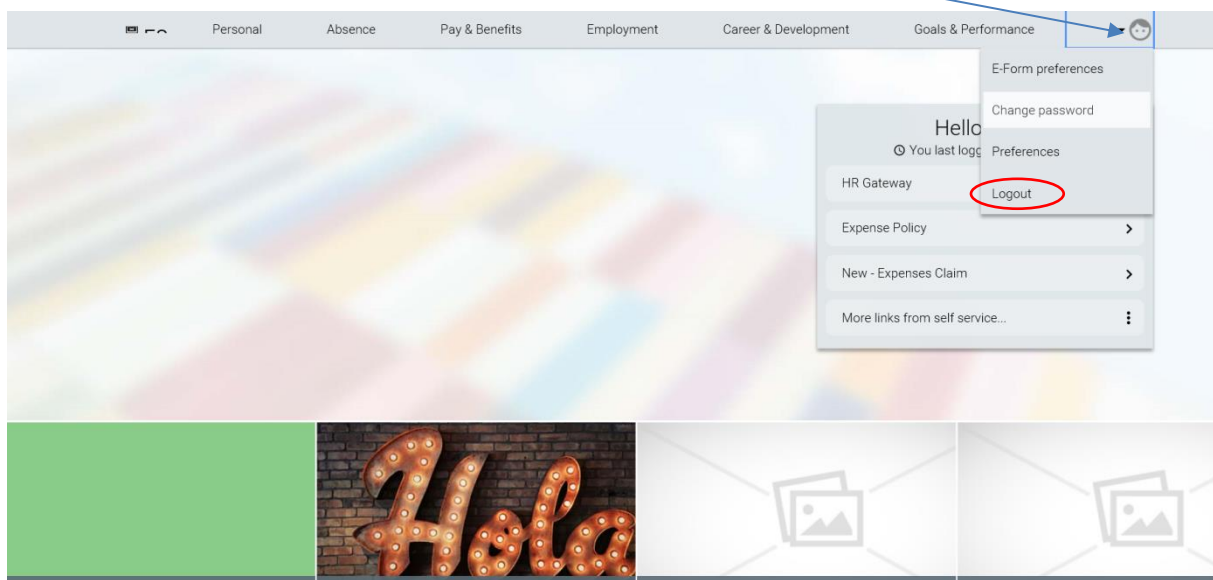 Personal Absence Pay & Benefits Employment Career & Development Goals & Performance
E-Form preferences
Change password
Preferences
Logout
Hello
You last logg
HR Gateway
Expense Policy
New - Expenses Claim
More links from self service...
Hola